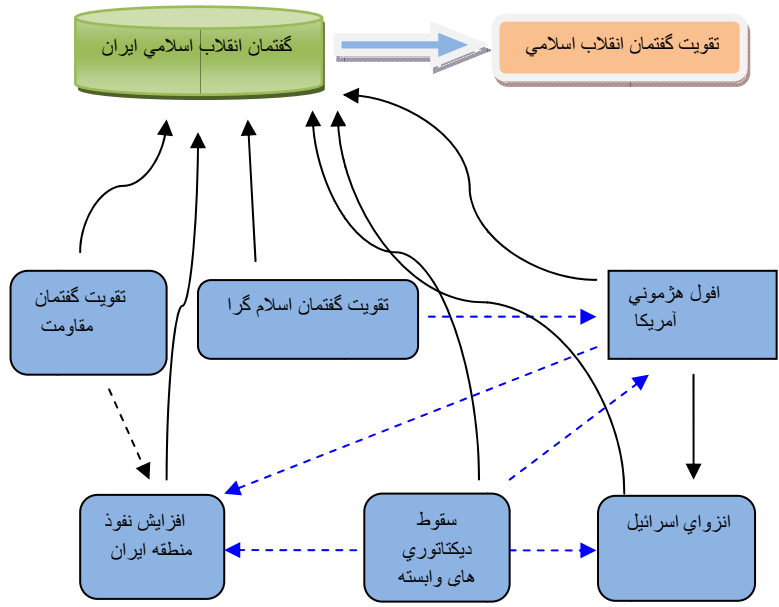 گفتمان انقلاب اسلامي ايران
تقويت گفتمان انقلاب اسلامي
تقويت گفتمان
مقاومت
تقويت گفتمان اسلام گرا
افول هژموني
آمريكا
افزايش نفوذ
منطقه ايران
سقوط
ديكتاتوري
های وابسته
انزواي اسرائيل